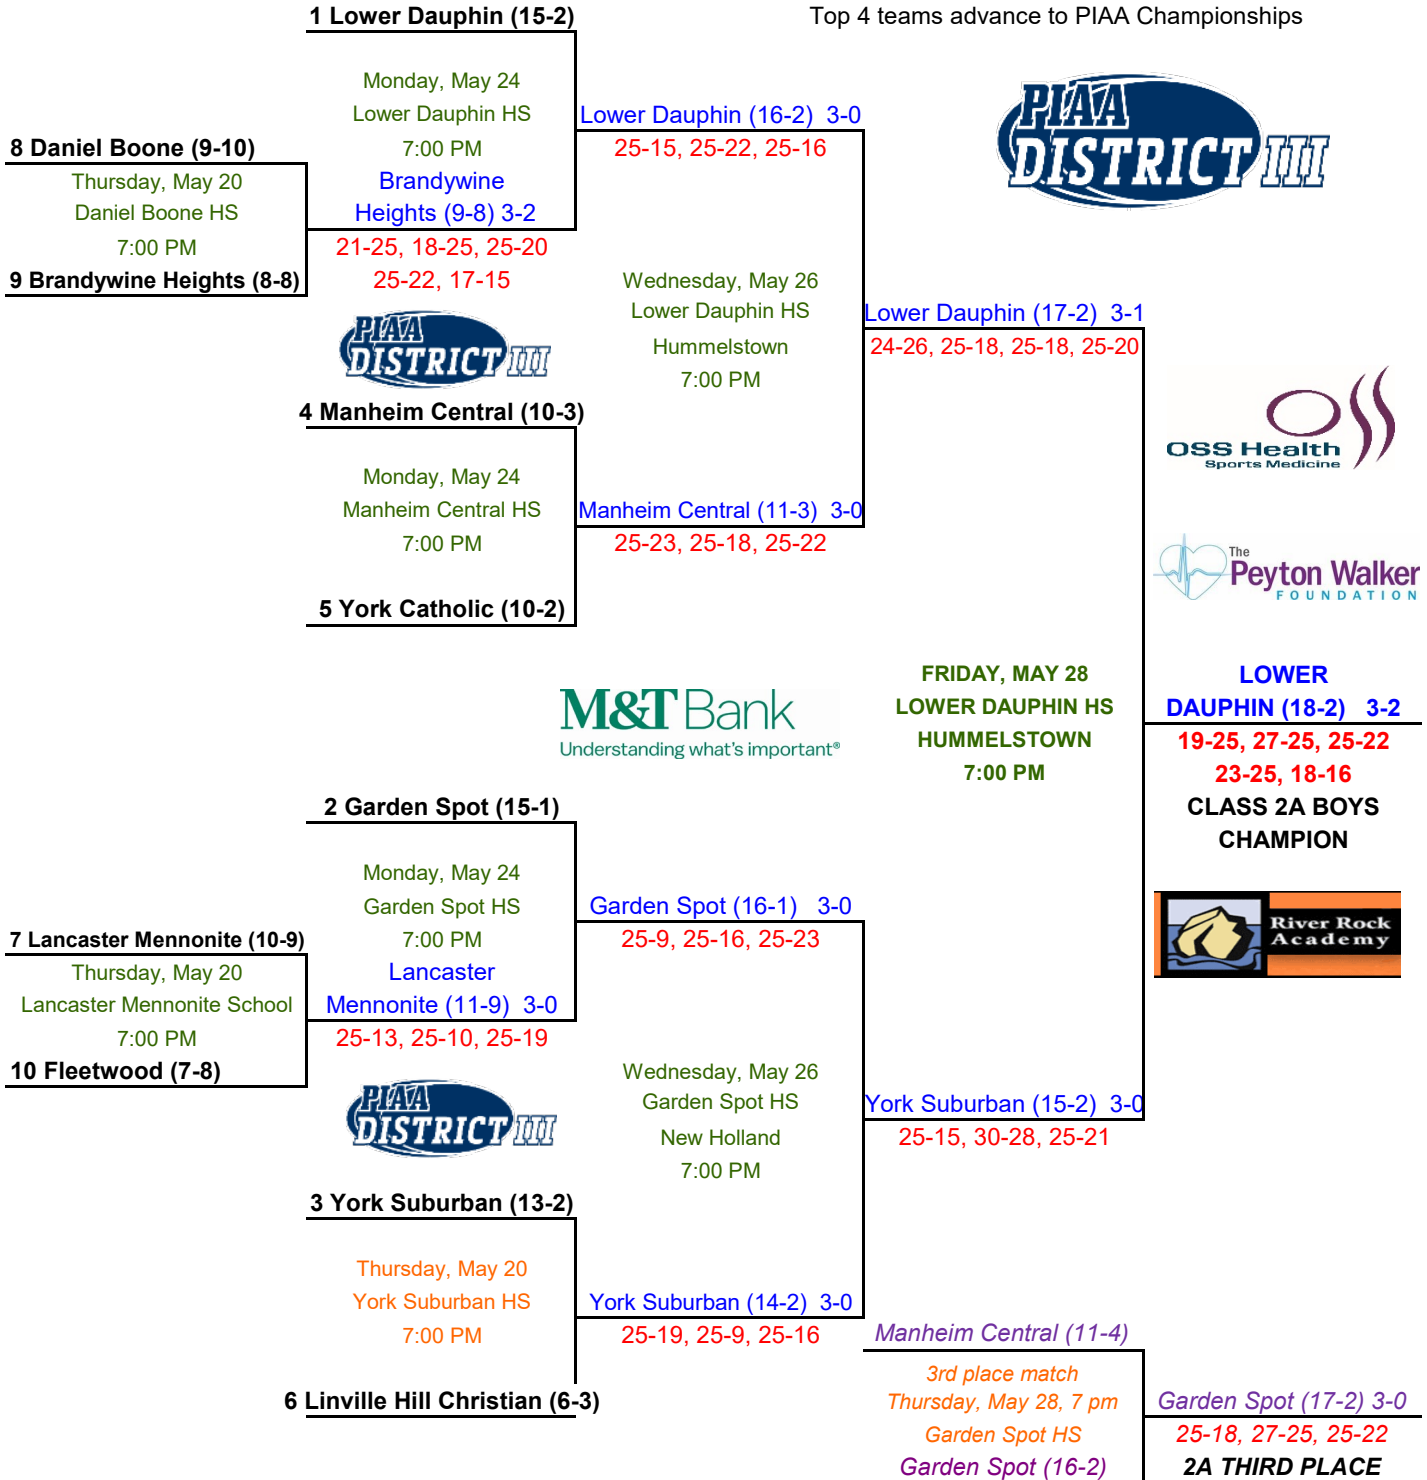 1 Lower Dauphin (15-2)
Top 4 teams advance to PIAA Championships
Monday, May 24
Lower Dauphin HS
7:00 PM
PIAA
DISTRICT III
Lower Dauphin (16-2) 3-0
25-15, 25-22, 25-16
8 Daniel Boone (9-10)
Thursday, May 20
Daniel Boone HS
7:00 PM
9 Brandywine Heights (8-8)
Brandywine
Heights (9-8) 3-2
21-25, 18-25, 25-20
25-22, 17-15
Wednesday, May 26
Lower Dauphin HS
Hummelstown
7:00 PM
Lower Dauphin (17-2) 3-1
24-26, 25-18, 25-18, 25-20
PIAA
DISTRICT III
4 Manheim Central (10-3)
Monday, May 24
Manheim Central HS
7:00 PM
Manheim Central (11-3) 3-0
25-23, 25-18, 25-22
5 York Catholic (10-2)
OSS Health
Sports Medicine
The
Peyton Walker
FOUNDATION
M&T Bank
Understanding what's important®
FRIDAY, MAY 28
LOWER DAUPHIN HS
HUMMELSTOWN
7:00 PM
LOWER
DAUPHIN (18-2) 3-2
19-25, 27-25, 25-22
23-25, 18-16
CLASS 2A BOYS
CHAMPION
2 Garden Spot (15-1)
Monday, May 24
Garden Spot HS
7:00 PM
Garden Spot (16-1) 3-0
25-9, 25-16, 25-23
River Rock
Academy
7 Lancaster Mennonite (10-9)
Thursday, May 20
Lancaster Mennonite School
7:00 PM
10 Fleetwood (7-8)
Lancaster
Mennonite (11-9) 3-0
25-13, 25-10, 25-19
Wednesday, May 26
Garden Spot HS
New Holland
7:00 PM
York Suburban (15-2) 3-0
25-15, 30-28, 25-21
PIAA
DISTRICT III
3 York Suburban (13-2)
Thursday, May 20
York Suburban HS
7:00 PM
York Suburban (14-2) 3-0
25-19, 25-9, 25-16
6 Linville Hill Christian (6-3)
Manheim Central (11-4)
3rd place match
Thursday, May 28, 7 pm
Garden Spot HS
Garden Spot (16-2)
Garden Spot (17-2) 3-0
25-18, 27-25, 25-22
2A THIRD PLACE